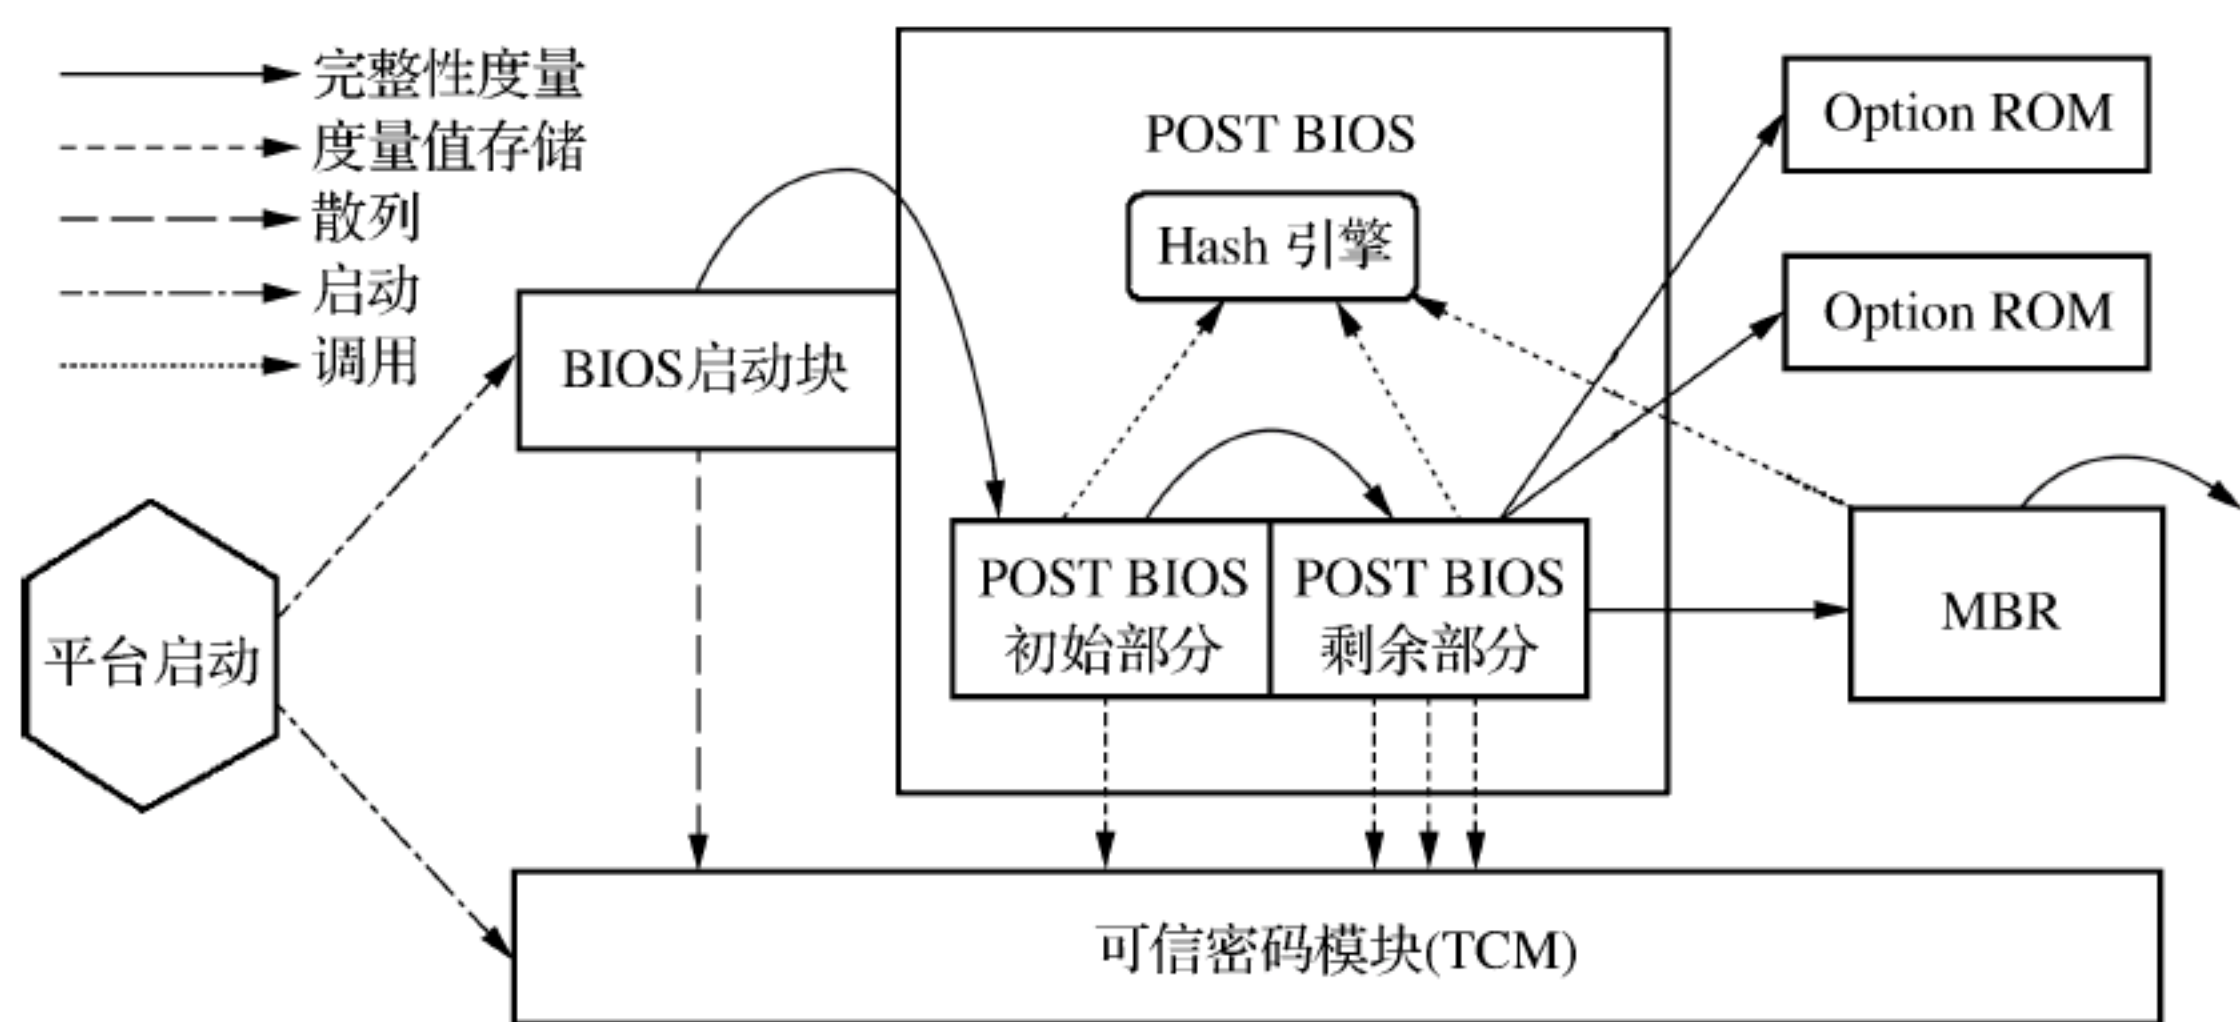 完整性度量
度量值存储
散列
启动
调用
POST BIOS
Hash 引擎
Option ROM
Option ROM
BIOS启动块
平台启动
POST BIOS
初始部分
POST BIOS
剩余部分
MBR
可信密码模块(TCM)